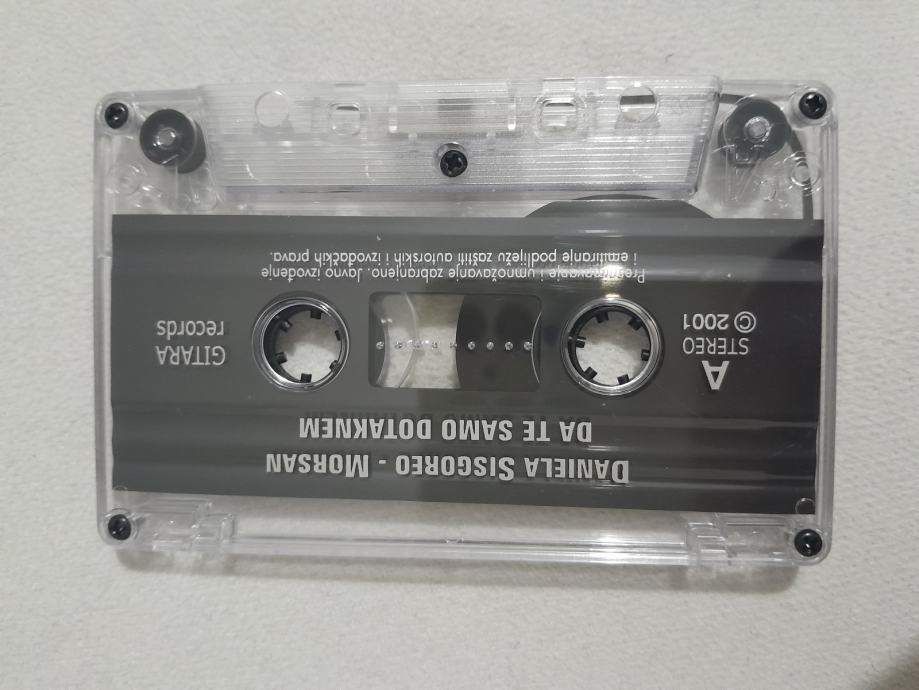 DANIELA SISGOREO - MORSAN
DA TE SAMO DOTAKNEM
A
STEREO
© 2001
GITARA
records
Presnimavanje i umnožavanje zabranjeno. Javno izvođenje
i emitiranje podliježu zaštiti autorskih i izvođačkih prava.